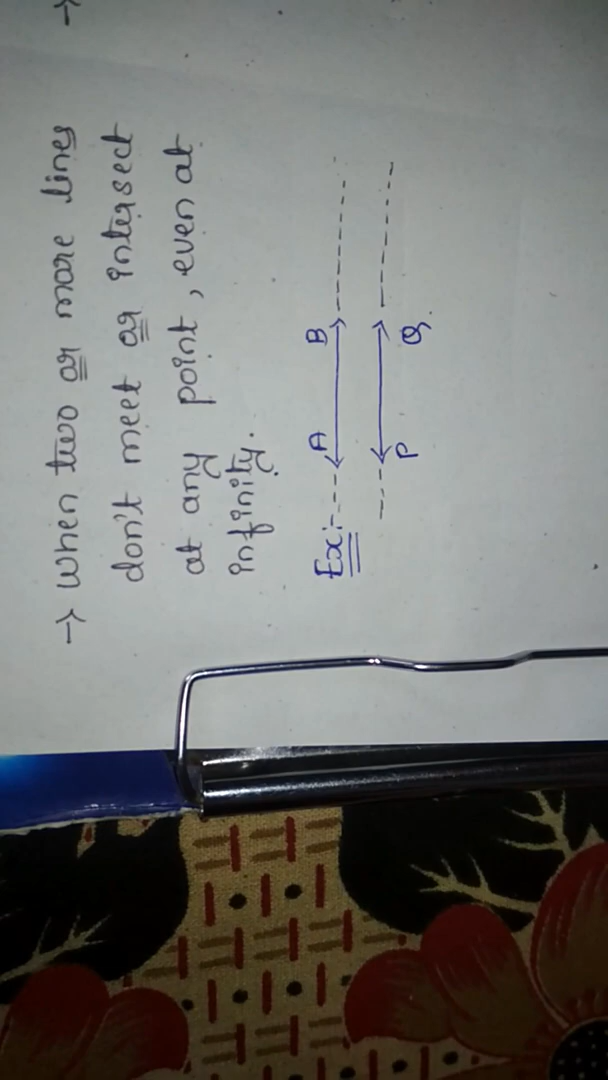 → When two or more lines
don't meet or intersect
at any point, even at
infinity.
Ex:-
A B
P Q